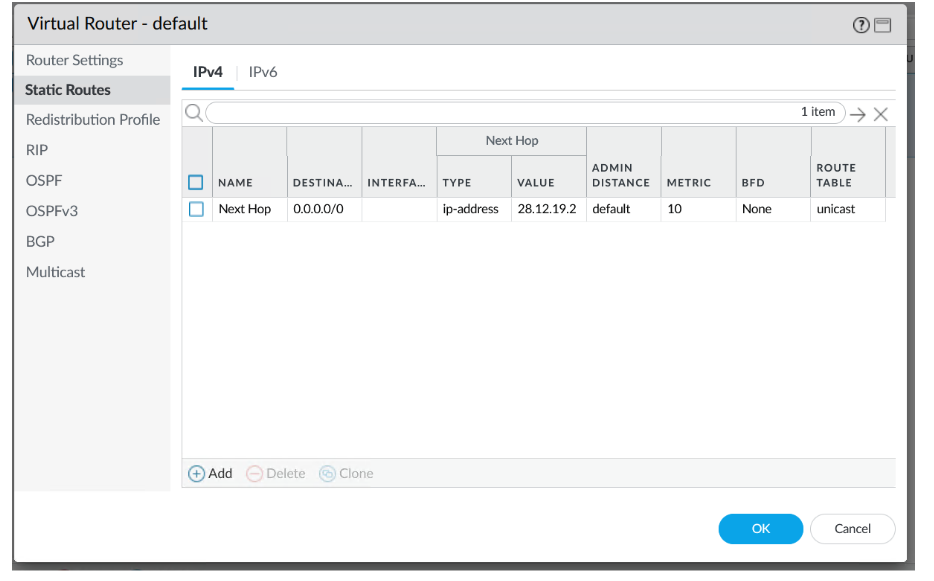 Virtual Router - default
Router Settings
Static Routes
Redistribution Profile
RIP
OSPF
OSPFv3
BGP
Multicast
IPv4 IPv6
1 item
Next Hop
NAME DESTINA... INTERFA... TYPE VALUE ADMIN DISTANCE METRIC BFD ROUTE TABLE
Next Hop 0.0.0.0/0 ip-address 28.12.19.2 default 10 None unicast
Add Delete Clone
OK Cancel